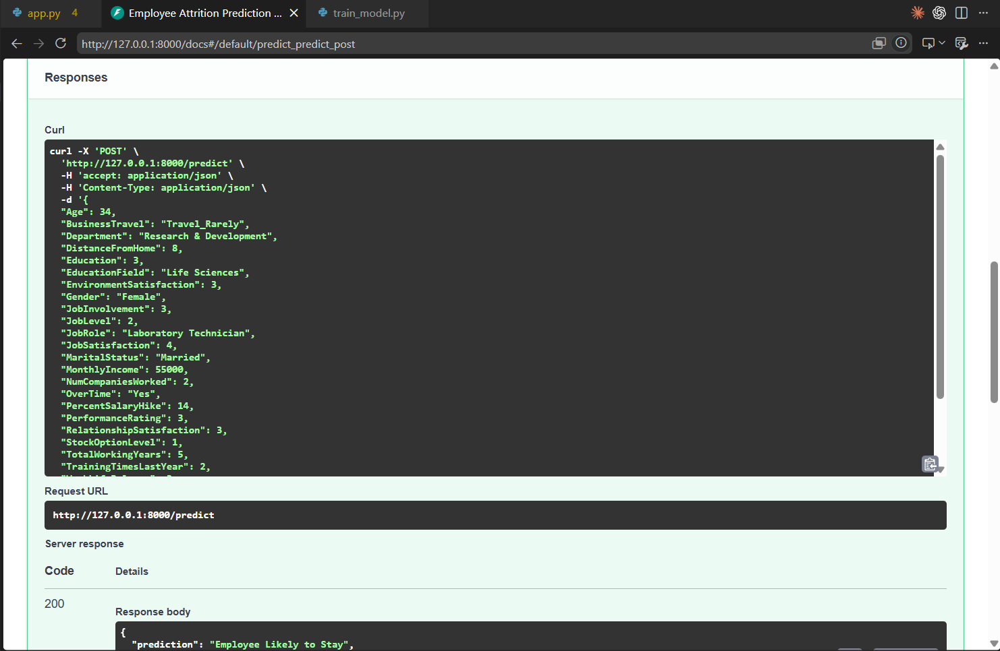 app.py 4
Employee Attrition Prediction ...
train_model.py
http://127.0.0.1:8000/docs#/default/predict_predict_post
Responses
Curl
curl -X 'POST' \
'http://127.0.0.1:8000/predict' \
-H 'accept: application/json' \
-H 'Content-Type: application/json' \
-d '{
"Age": 34,
"BusinessTravel": "Travel_Rarely",
"Department": "Research & Development",
"DistanceFromHome": 8,
"Education": 3,
"EducationField": "Life Sciences",
"EnvironmentSatisfaction": 3,
"Gender": "Female",
"JobInvolvement": 3,
"JobLevel": 2,
"JobRole": "Laboratory Technician",
"JobSatisfaction": 4,
"MaritalStatus": "Married",
"MonthlyIncome": 55000,
"NumCompaniesWorked": 2,
"OverTime": "Yes",
"PercentSalaryHike": 14,
"PerformanceRating": 3,
"RelationshipSatisfaction": 3,
"StockOptionLevel": 1,
"TotalWorkingYears": 5,
"TrainingTimesLastYear": 2,
Request URL
http://127.0.0.1:8000/predict
Server response
Code Details
200
Response body
{
"prediction": "Employee Likely to Stay",